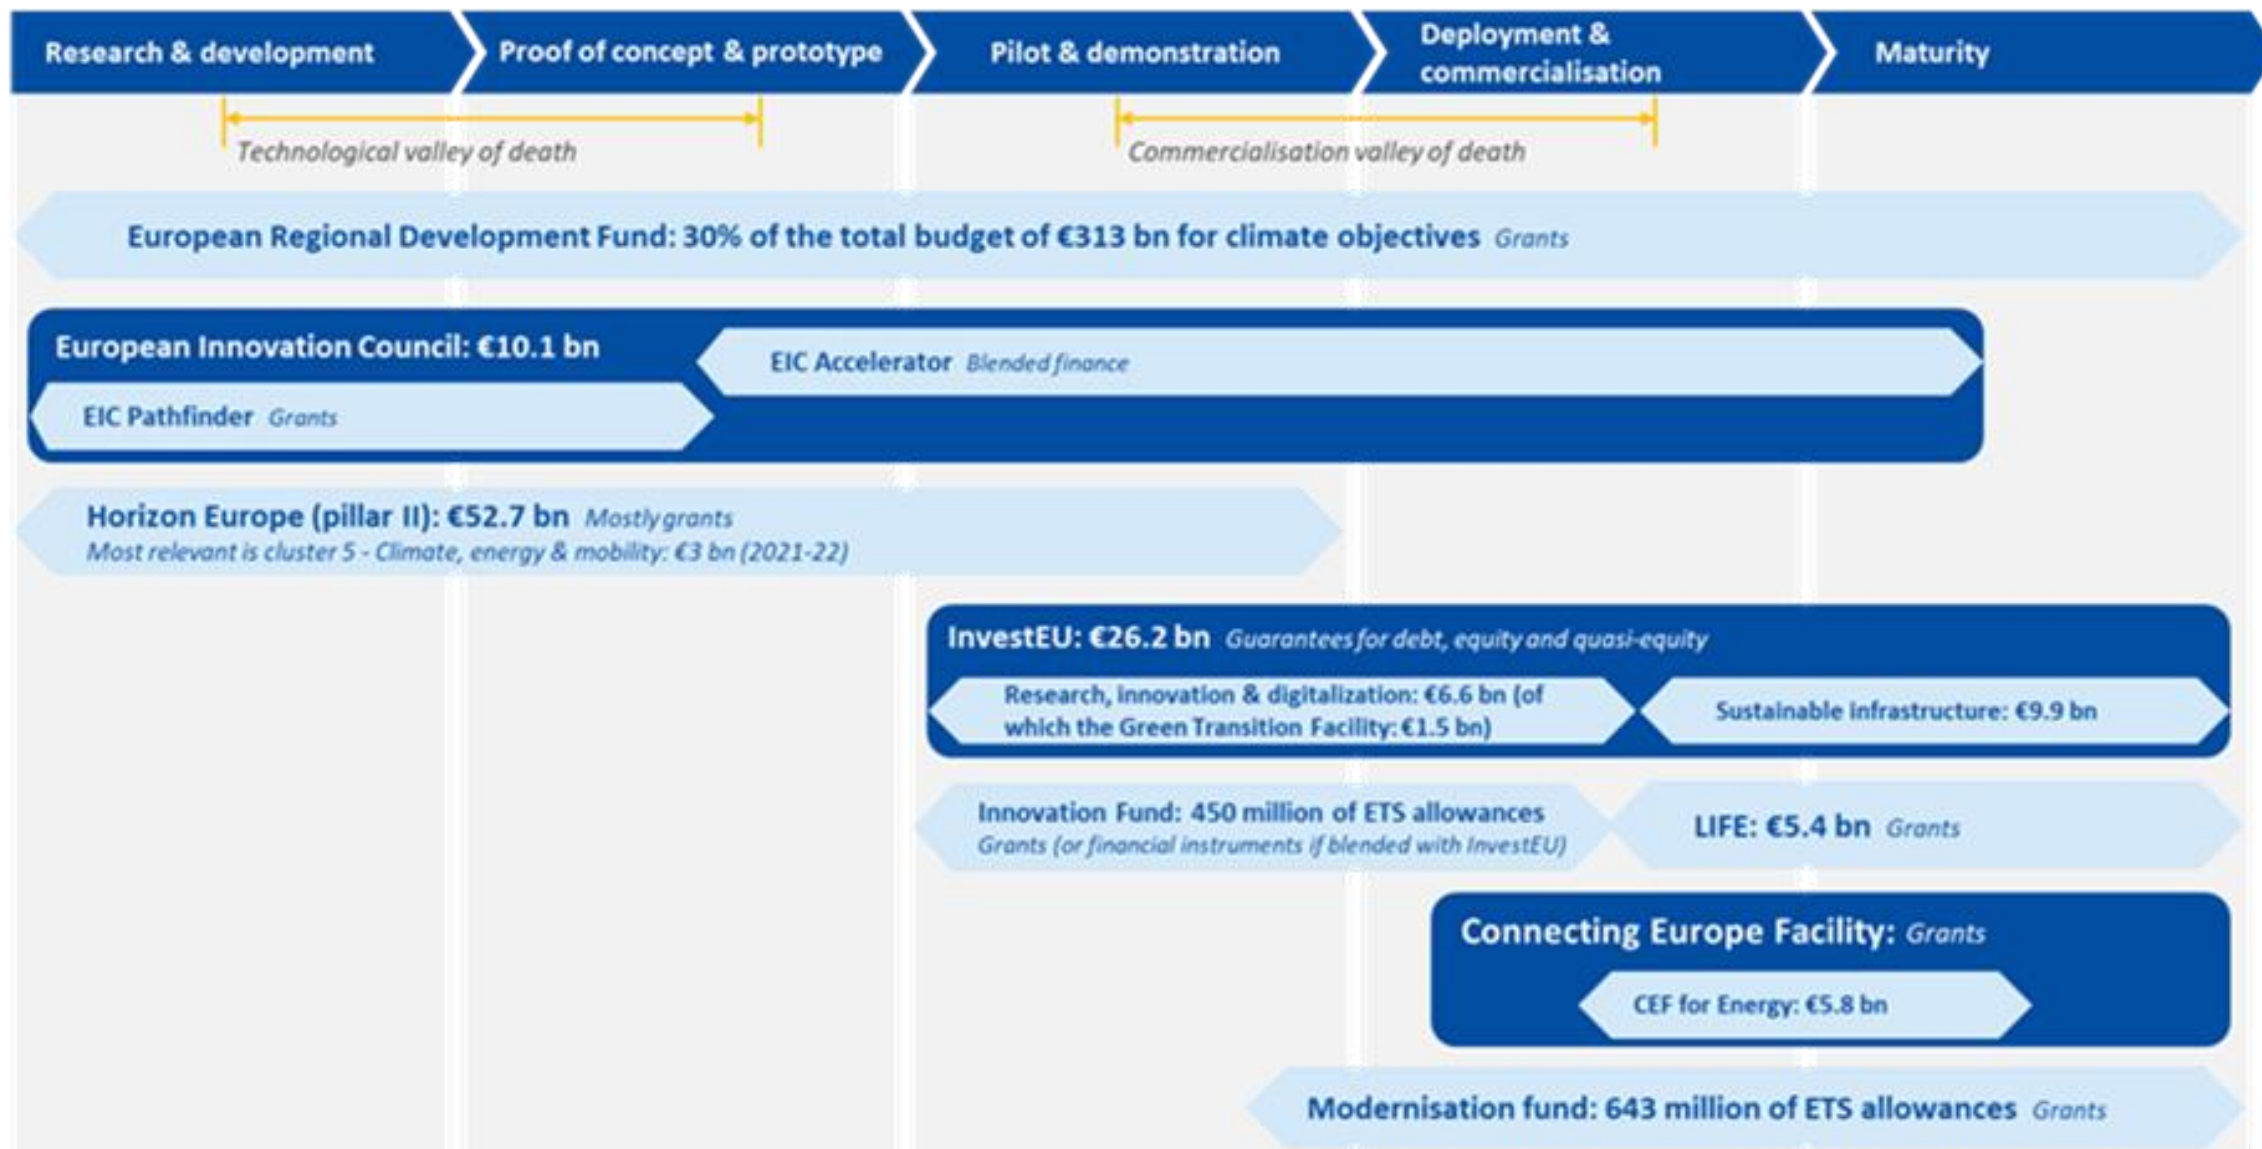 Research & development
Proof of concept & prototype
Pilot & demonstration
Deployment &
commercialisation
Maturity
Technological valley of death
Commercialisation valley of death
European Regional Development Fund: 30% of the total budget of €313 bn for climate objectives Grants
European Innovation Council: €10.1 bn
EIC Accelerator Blended finance
EIC Pathfinder Grants
Horizon Europe (pillar II): €52.7 bn Mostly grants
Most relevant is cluster 5 - Climate, energy & mobility: €3 bn (2021-22)
InvestEU: €26.2 bn Guarantees for debt, equity and quasi-equity
Research, innovation & digitalization: €6.6 bn (of
which the Green Transition Facility: €1.5 bn)
Sustainable infrastructure: €9.9 bn
Innovation Fund: 450 million of ETS allowances
Grants (or financial instruments if blended with InvestEU)
LIFE: €5.4 bn Grants
Connecting Europe Facility: Grants
CEF for Energy: €5.8 bn
Modernisation fund: 643 million of ETS allowances Grants